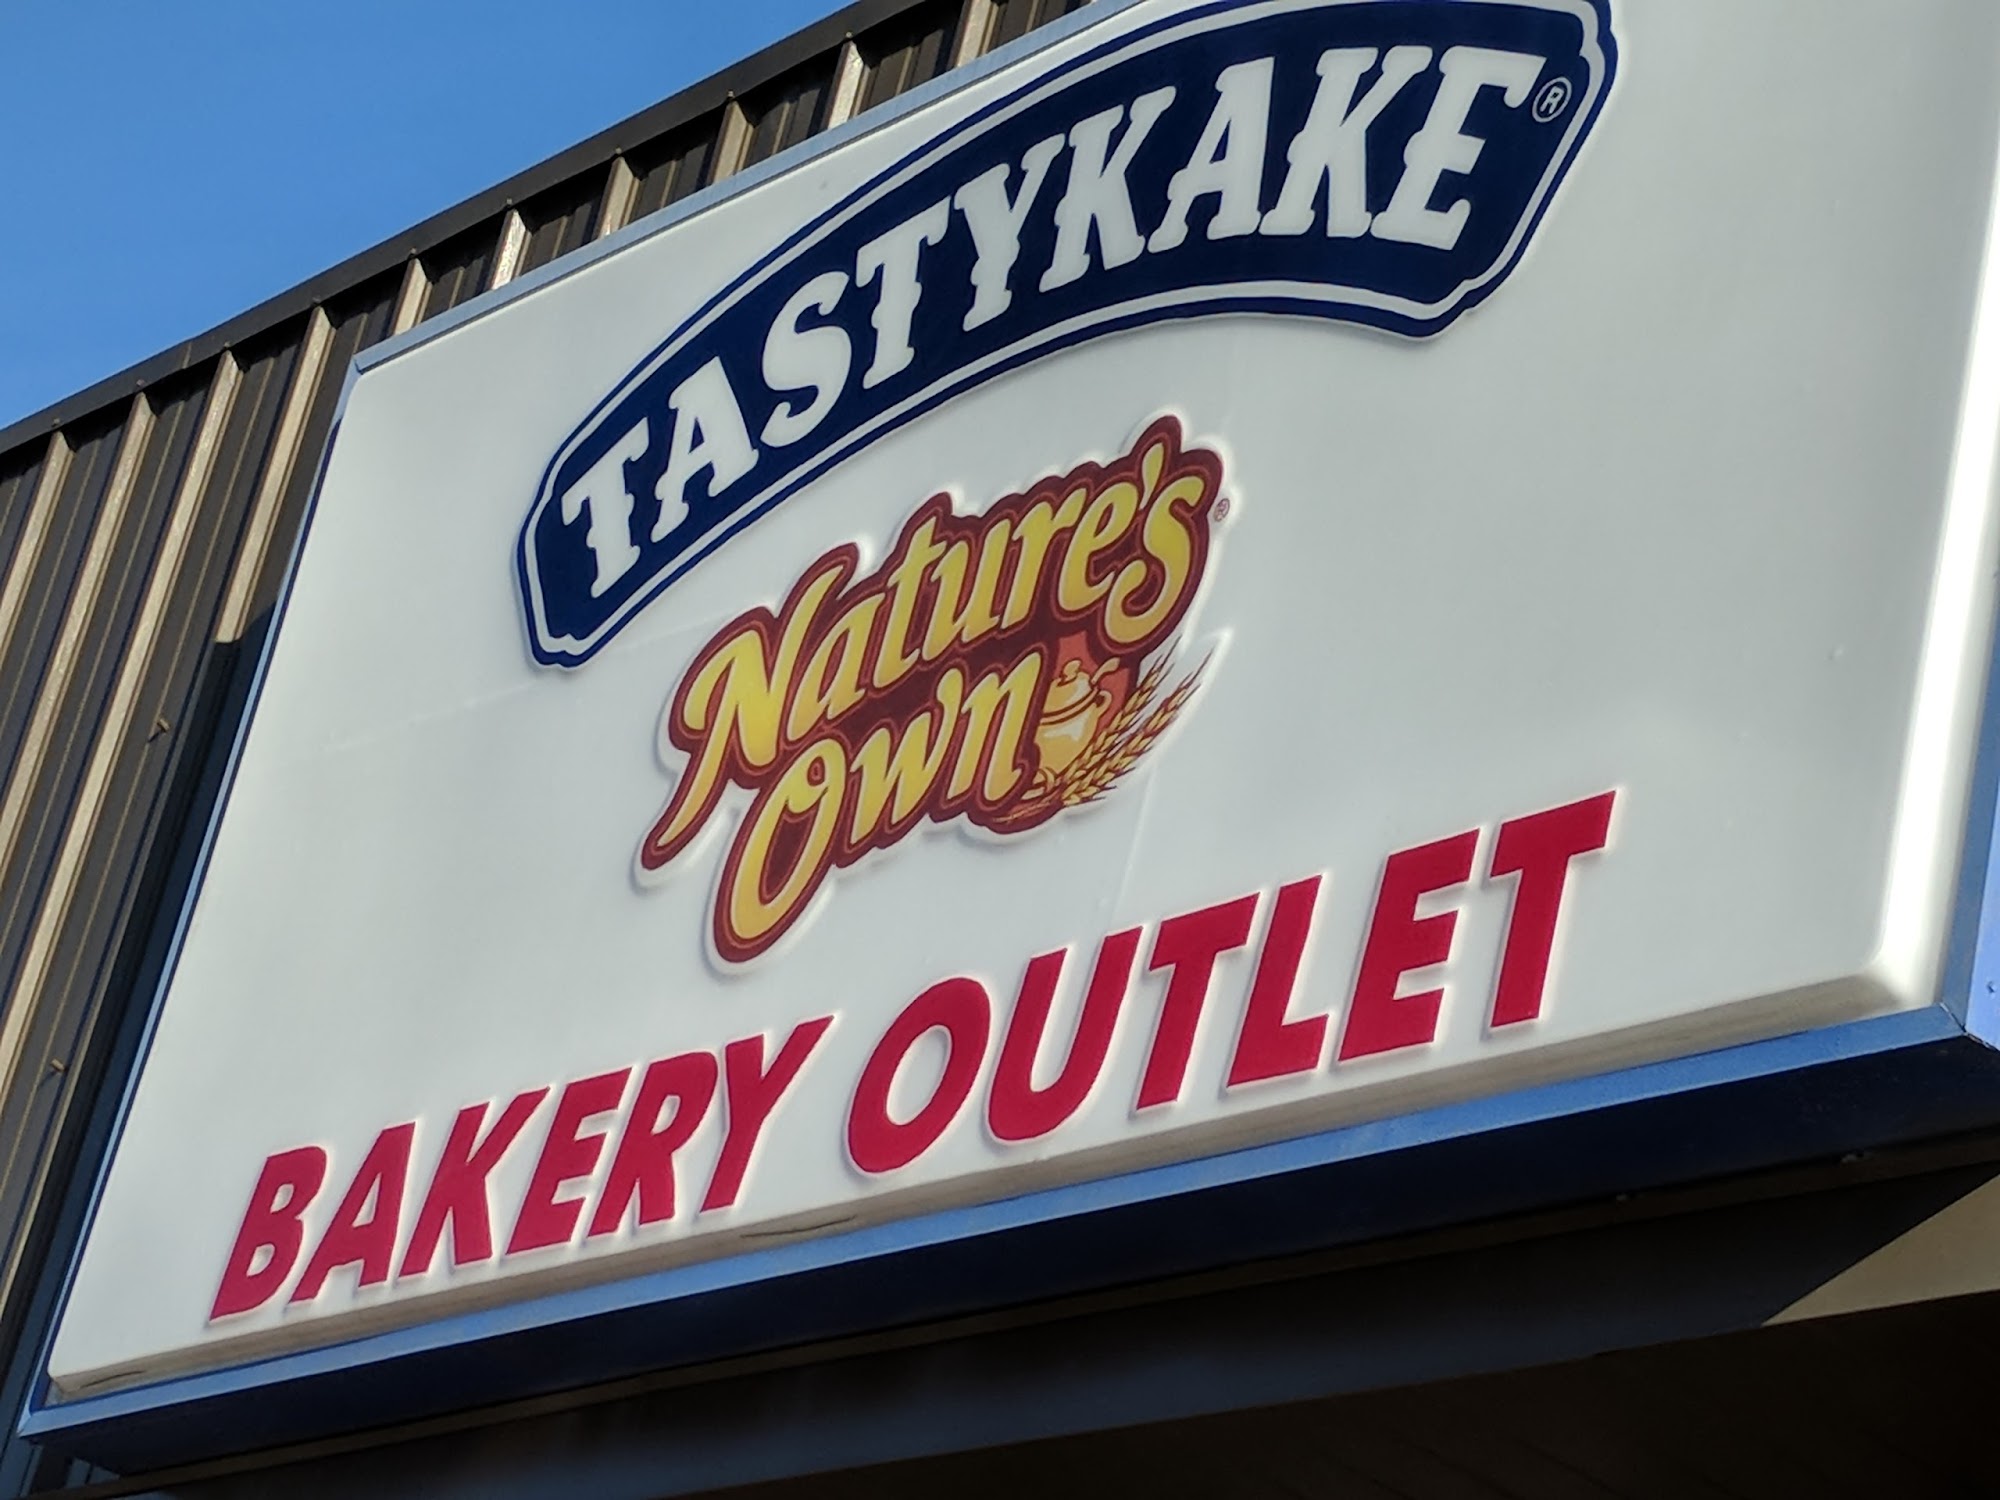 TASTYKAKE®
Nature's
Own
BAKERY OUTLET